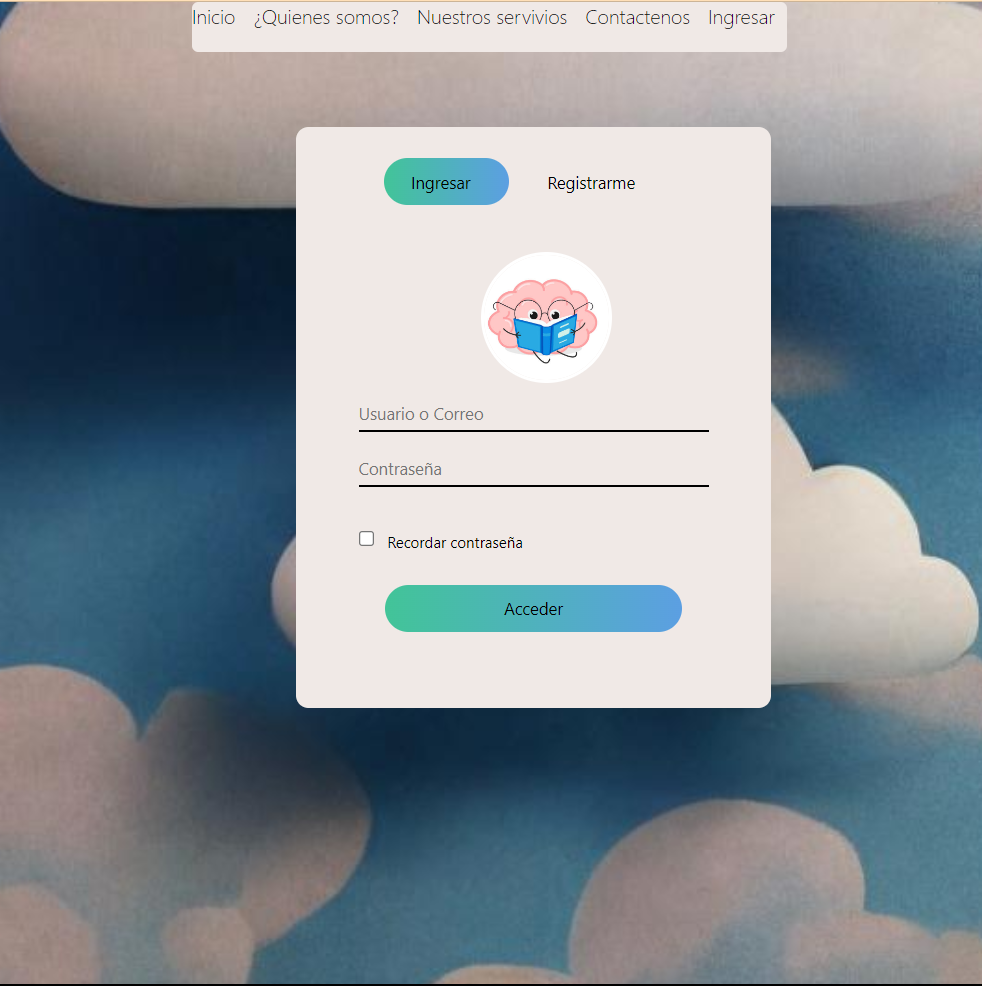 Inicio ¿Quienes somos? Nuestros servivios Contactenos Ingresar
Ingresar Registrarme
Usuario o Correo
Contraseña
Recordar contraseña
Acceder